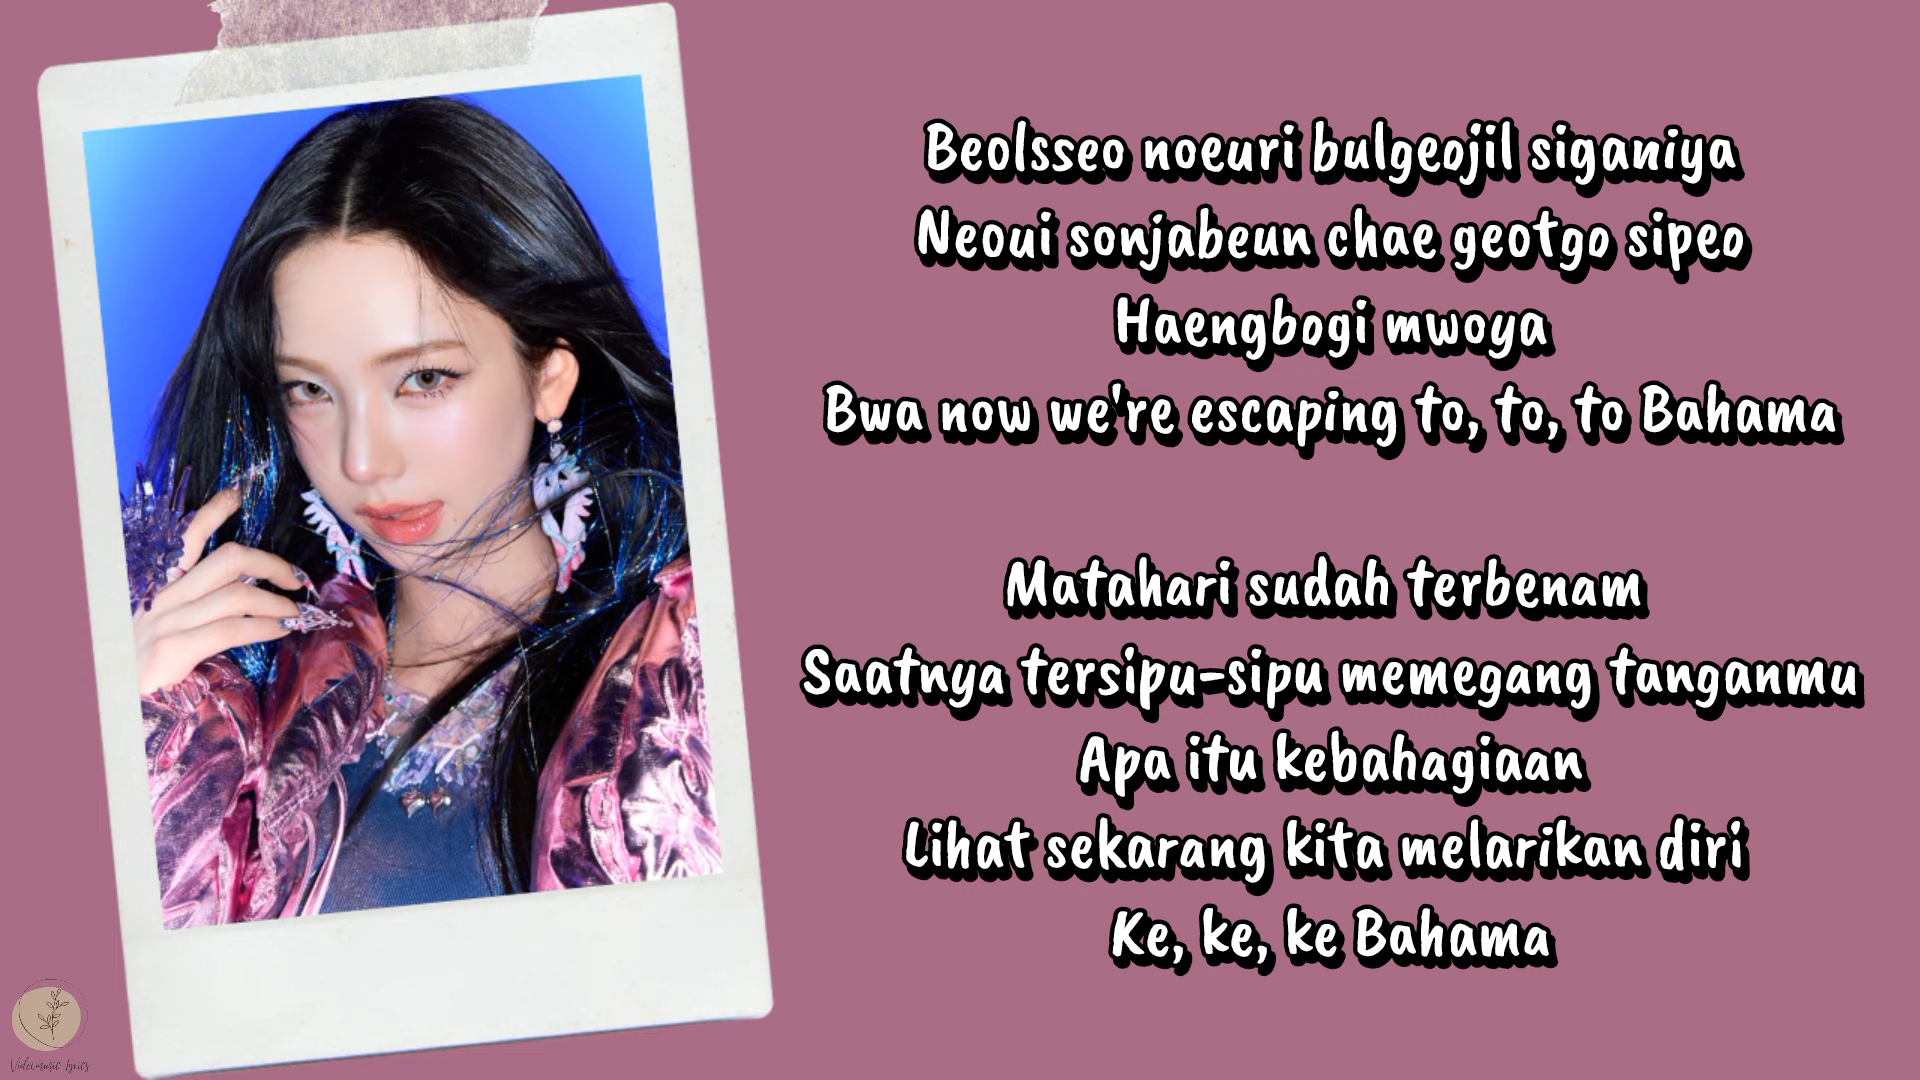 Beolsseo noeuri bulgeojil siganiya
Neoui sonjabeun chae geotgo sipeo
Haengbogi mwoya
Bwa now we're escaping to, to, to Bahama
Matahari sudah terbenam
Saatnya tersipu-sipu memegang tanganmu
Apa itu kebahagiaan
Lihat sekarang kita melarikan diri
Ke, ke, ke Bahama
Videomusic lyrics